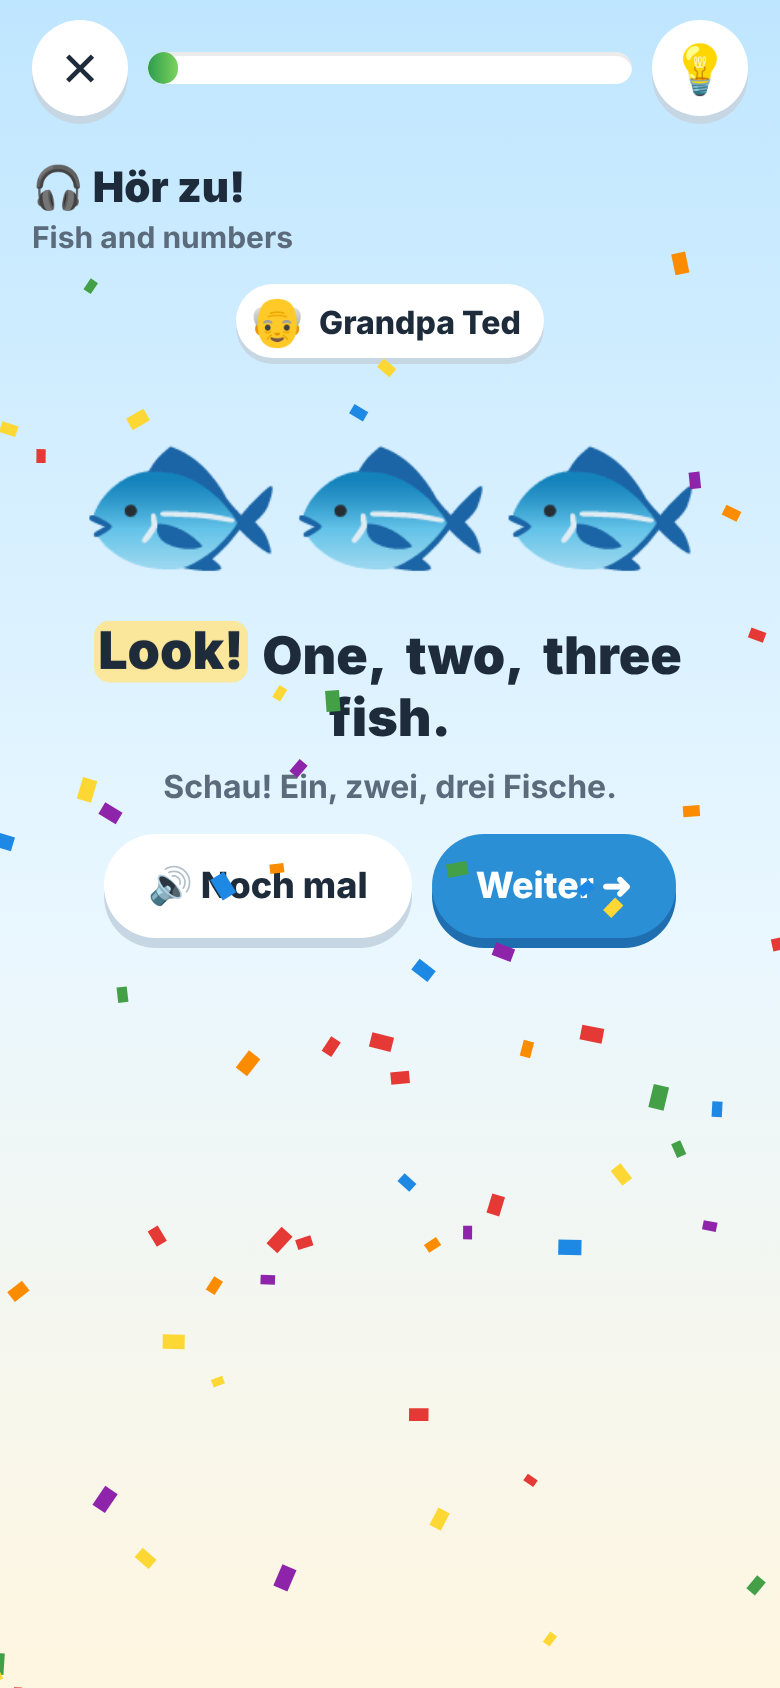 Hör zu!
Fish and numbers
Grandpa Ted
Look! One, two, three
fish.
Schau! Ein, zwei, drei Fische.
Noch mal
Weiter →